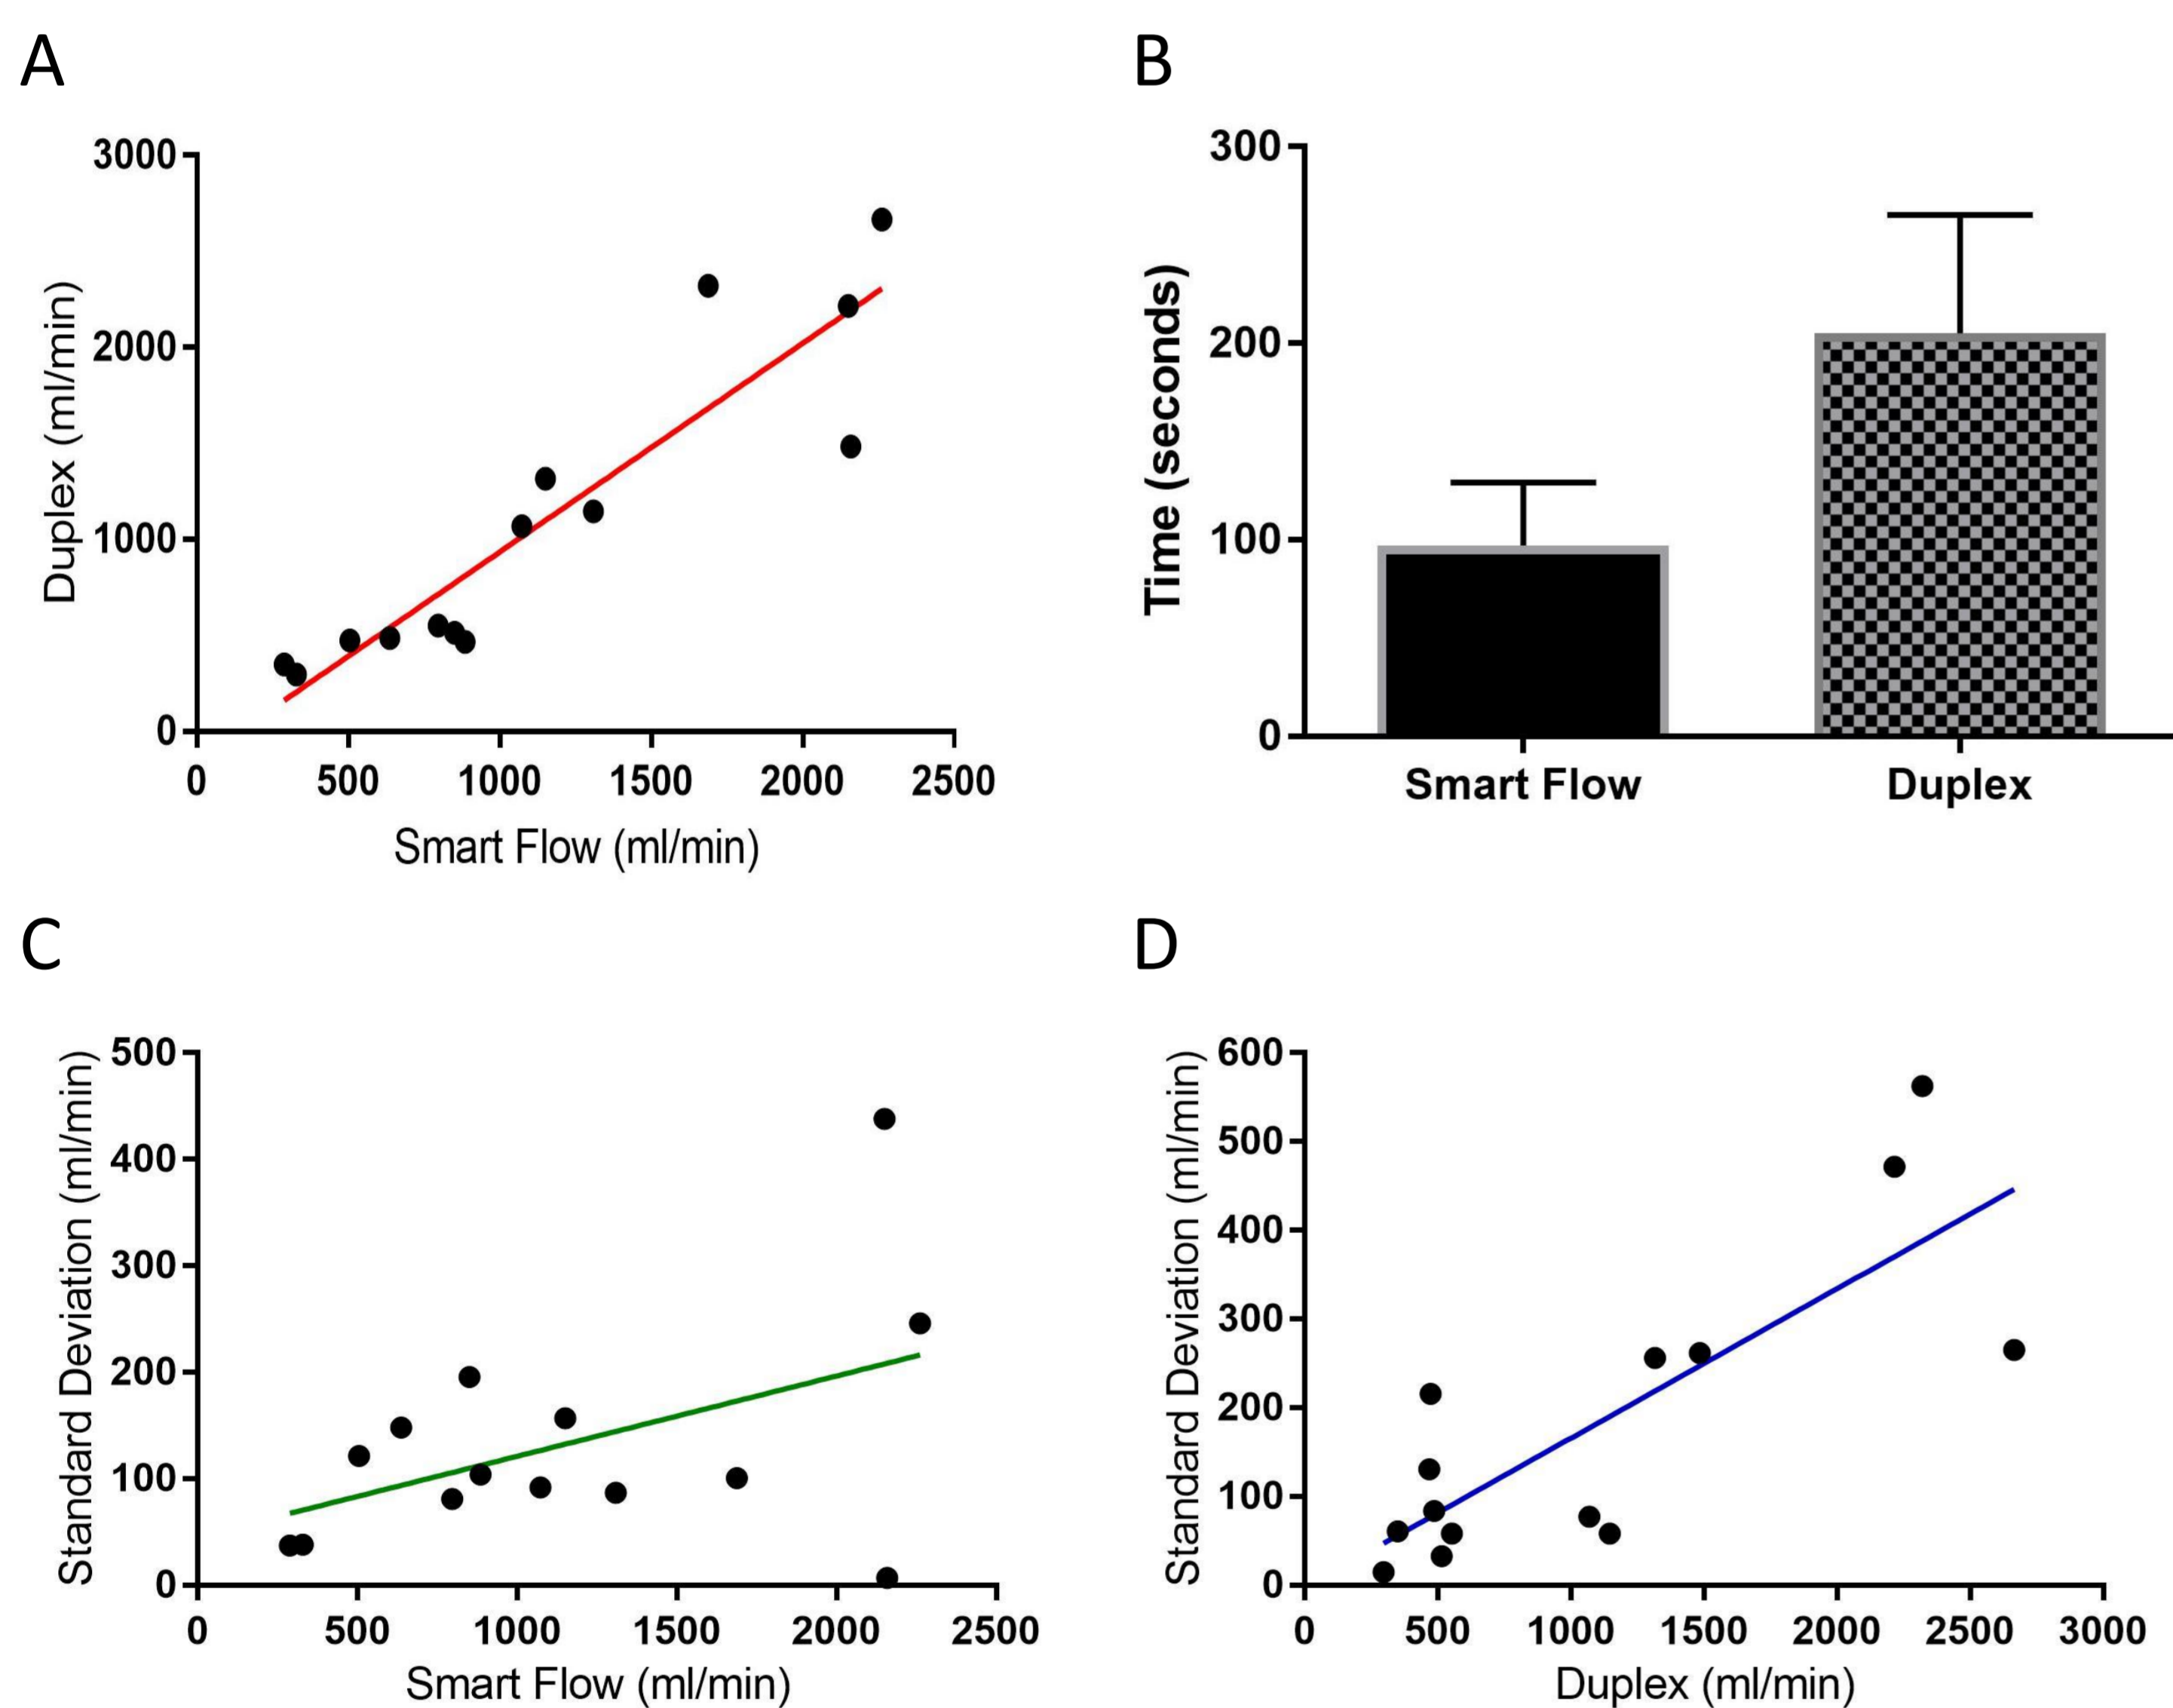 A
Duplex (ml/min)
3000
2000
1000
0
0 500 1000 1500 2000 2500
Smart Flow (ml/min)
B
Time (seconds)
300
200
100
0
Smart Flow Duplex
C
Standard Deviation (ml/min)
500
400
300
200
100
0
0 500 1000 1500 2000 2500
Smart Flow (ml/min)
D
Standard Deviation (ml/min)
600
500
400
300
200
100
0
0 500 1000 1500 2000 2500 3000
Duplex (ml/min)